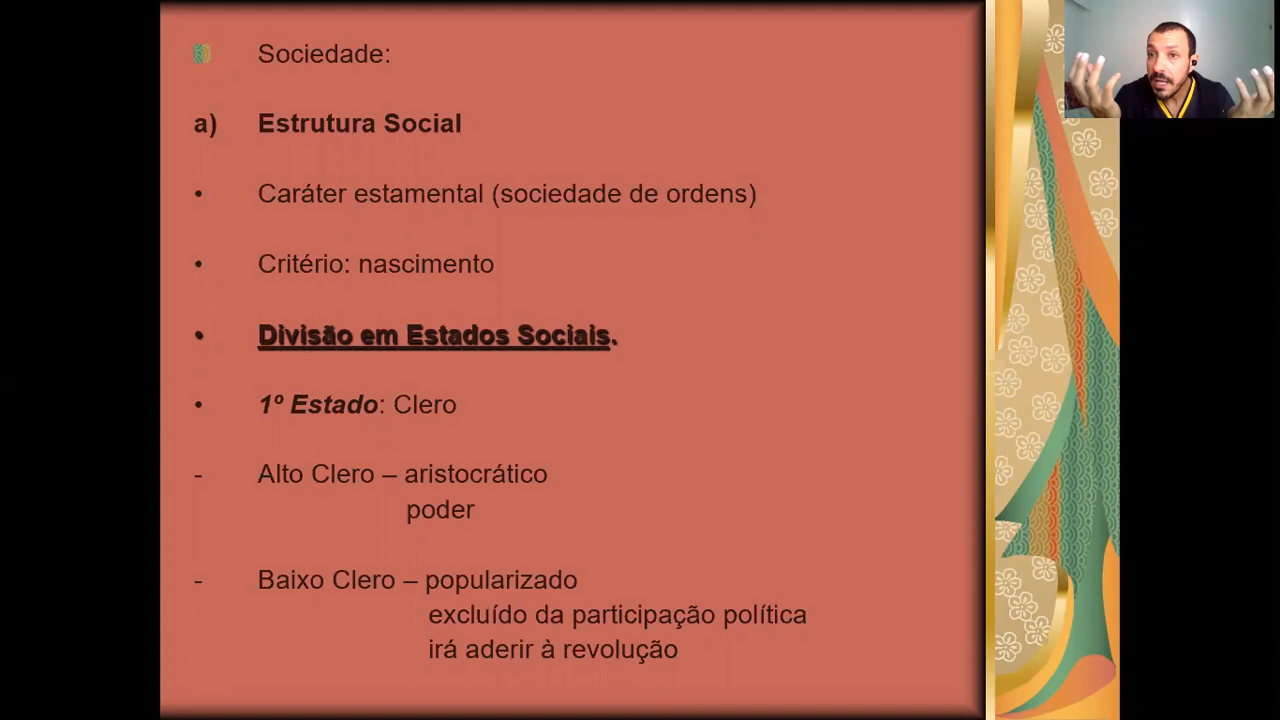 Sociedade:
a) Estrutura Social
• Caráter estamental (sociedade de ordens)
• Critério: nascimento
• Divisão em Estados Sociais.
• 1º Estado: Clero
- Alto Clero – aristocrático
poder
- Baixo Clero – popularizado
excluído da participação política
irá aderir à revolução